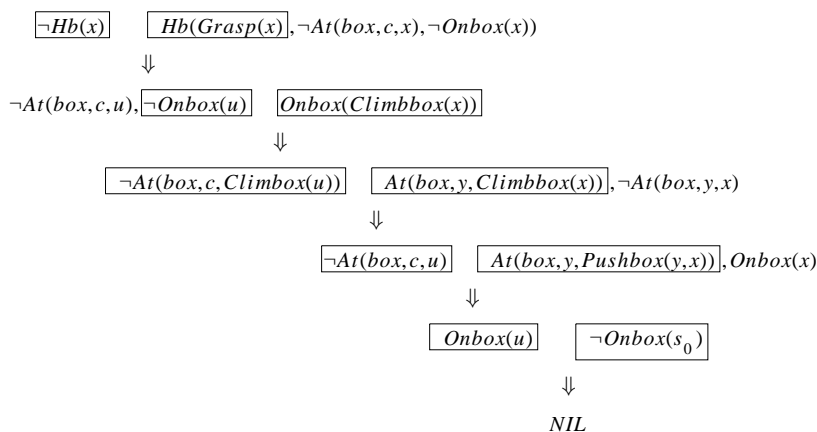 ¬Hb(x) Hb(Grasp(x),¬At(box,c,x),¬Onbox(x))
⇓
¬At(box,c,u),¬Onbox(u) Onbox(Climbbox(x))
⇓
¬At(box,c,Climbox(u)) At(box,y,Climbbox(x)),¬At(box,y,x)
⇓
¬At(box,c,u) At(box,y,Pushbox(y,x)),Onbox(x)
⇓
Onbox(u) ¬Onbox(s₀)
⇓
NIL